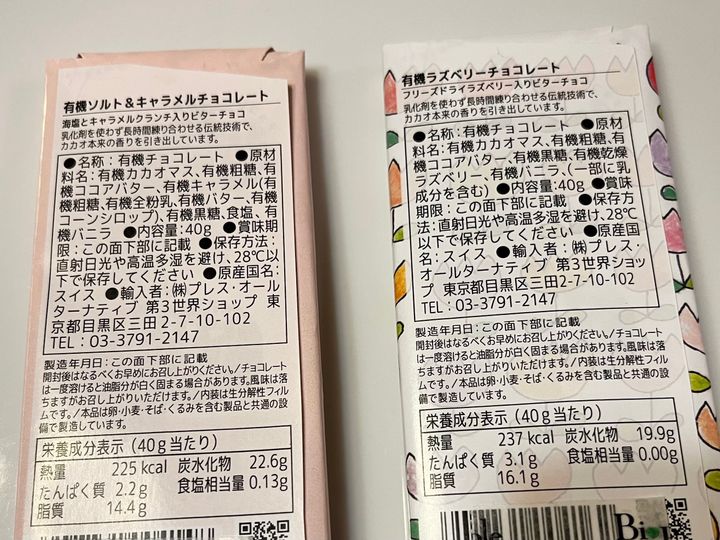 有機ソルト＆キャラメルチョコレート
海塩とキャラメルクランチ入りビターチョコ
乳化剤を使わず長時間練り合わせる伝統技術で、
カカオ本来の香りを引き出しています。
●名称：有機チョコレート ●原材
料名：有機カカオマス、有機粗糖、有
機ココアバター、有機キャラメル(有
機粗糖、有機全粉乳、有機バター、有機
コーンシロップ)、有機黒糖、食塩、有
機バニラ ●内容量：40g ●賞味期
限：この面下部に記載 ●保存方法：
直射日光や高温多湿を避け、28℃以
下で保存してください ●原産国名：
スイス ●輸入者：㈱プレス・オール
ターナティブ 第3世界ショップ 東
京都目黒区三田2-7-10-102
TEL：03-3791-2147
製造年月日：この面下部に記載
開封後はなるべくお早めにお召し上がりください。/チョコレート
は一度溶けると油脂分が白く固まる場合があります。風味は落
ちますがお召し上がりいただけます。/内装は生分解性フィル
ムです。/本品は卵・小麦・そば・くるみを含む製品と共通の設
備で製造しています。
栄養成分表示（40g当たり）
熱量 225 kcal 炭水化物 22.6g
たんぱく質 2.2g 食塩相当量 0.13g
脂質 14.4g
有機ラズベリーチョコレート
フリーズドライラズベリー入りビターチョコ
乳化剤を使わず長時間練り合わせる伝統技術で、
カカオ本来の香りを引き出しています。
●名称：有機チョコレート ●原材
料名：有機カカオマス、有機粗糖、有
機ココアバター、有機黒糖、有機乾燥
ラズベリー、有機バニラ、（一部に乳
成分を含む） ●内容量：40g ●賞味
期限：この面下部に記載 ●保存方
法：直射日光や高温多湿を避け、28℃
以下で保存してください ●原産国
名：スイス ●輸入者：㈱プレス・
オールターナティブ 第3世界ショップ
東京都目黒区三田2-7-10-102
TEL：03-3791-2147
製造年月日：この面下部に記載
開封後はなるべくお早めにお召し上がりください。/チョコレート
は一度溶けると油脂分が白く固まる場合があります。風味は落
ちますがお召し上がりいただけます。/内装は生分解性フィル
ムです。/本品は卵・小麦・そば・くるみを含む製品と共通の設
備で製造しています。
栄養成分表示（40g当たり）
熱量 237 kcal 炭水化物 19.9g
たんぱく質 3.1g 食塩相当量 0.00g
脂質 16.1g